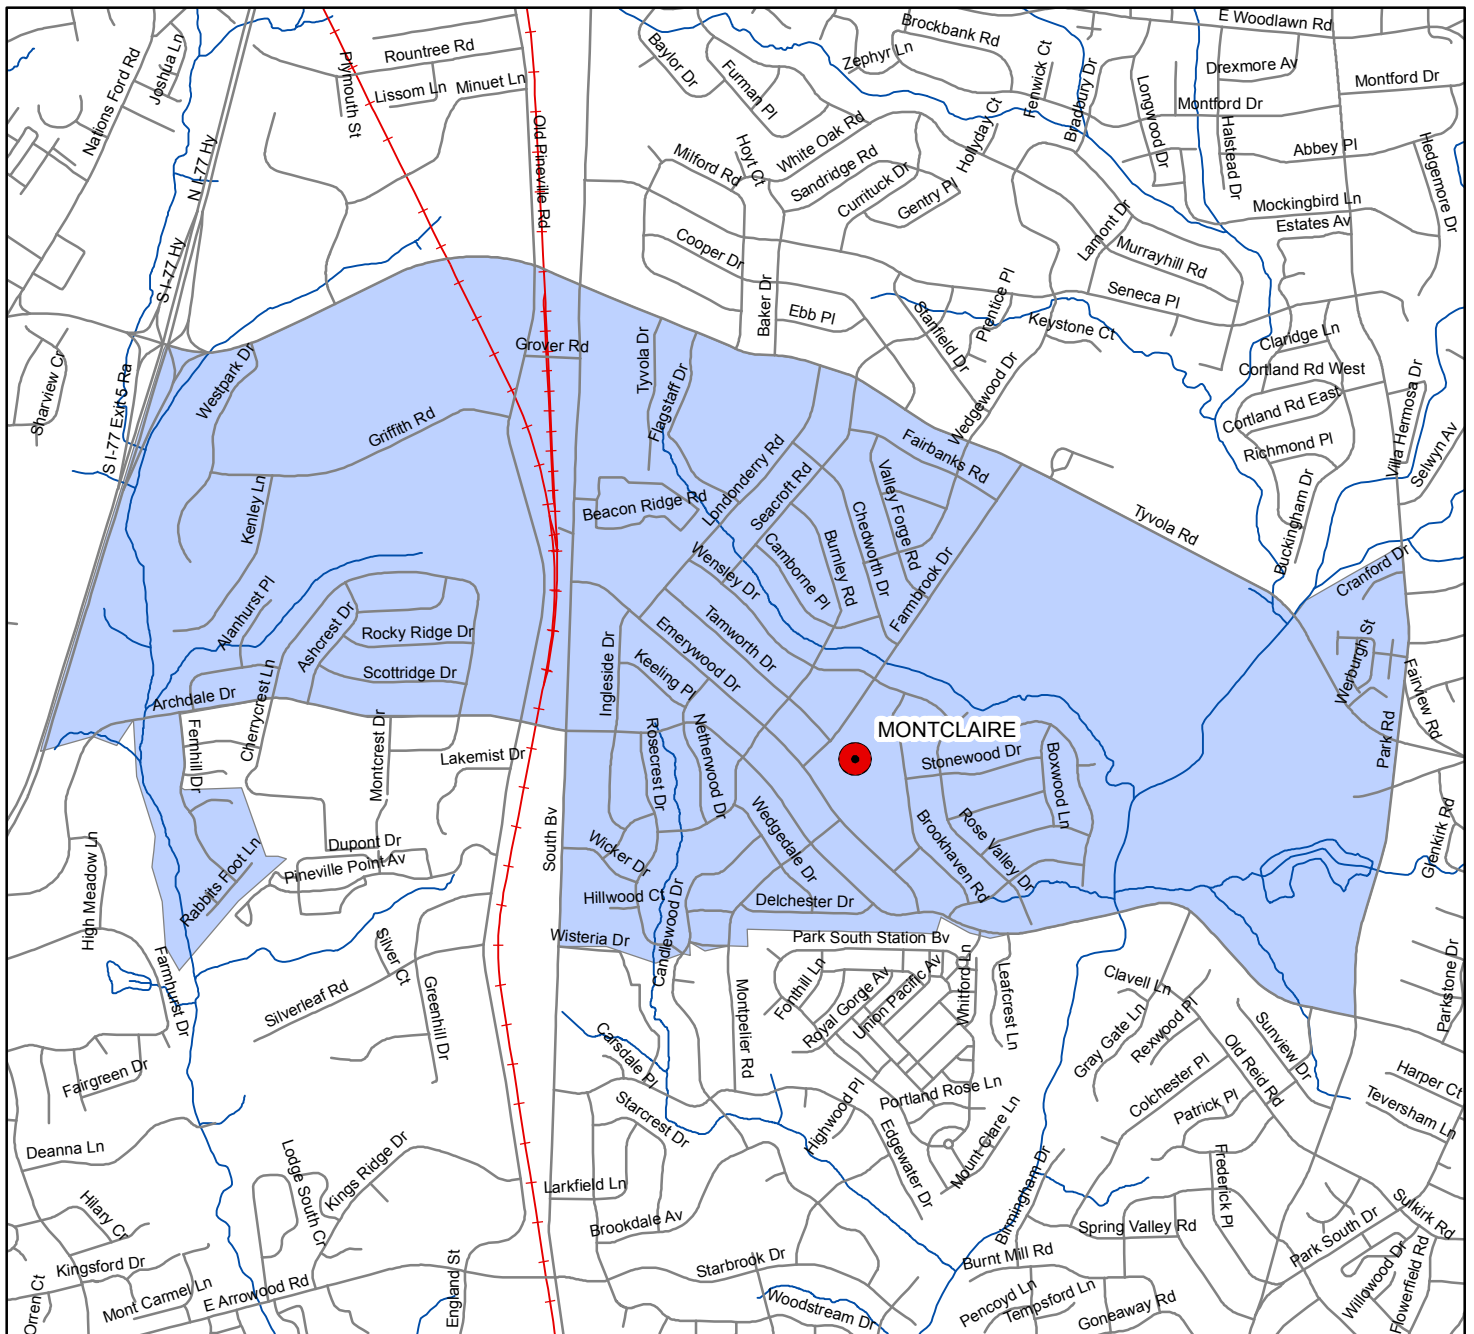 E Woodlawn Rd
Brockbank Rd
Zephyr Ln
Baylor Dr
Furman Pl
Fenwick Ct
Bradbury Dr
Longwood Dr
Drexmore Av
Montford Dr
Montford Dr
Halstead Dr
Abbey Pl
Hedgemore Dr
Mockingbird Ln
Estates Av
Nations Ford Rd
Joshua Ln
Plymouth St
Rountree Rd
Lissom Ln
Minuet Ln
Old Pineville Rd
N I-77 Hy
S I-77 Hy
Hoyt Ct
White Oak Rd
Milford Rd
Sandridge Rd
Currituck Dr
Gentry Pl
Hollyday Ct
Lamont Dr
Murrayhill Rd
Seneca Pl
Cooper Dr
Baker Dr
Ebb Pl
Stanfield Dr
Prentice Pl
Keystone Ct
Wedgewood Dr
Claridge Ln
Cortland Rd West
Cortland Rd East
Richmond Pl
Villa Hermosa Dr
Selwyn Av
Buckingham Dr
Sharview Cr
S I-77 Exit 5 Ra
Westpark Dr
Grover Rd
Griffith Rd
Tyvola Dr
Flagstaff Dr
Fairbanks Rd
Tyvola Rd
Londonderry Rd
Seacroft Rd
Valley Forge Rd
Chedworth Dr
Burnley Rd
Camborne Pl
Beacon Ridge Rd
Kenley Ln
Wensley Dr
Farmbrook Dr
Cranford Dr
Alanhurst Pl
Ashcrest Dr
Rocky Ridge Dr
Scottridge Dr
Archdale Dr
Cherrycrest Ln
Ingleside Dr
Tamworth Dr
Emerywood Dr
Keeling Pl
Werburgh St
Fairview Rd
Park Rd
MONTCLAIRE
Stonewood Dr
Boxwood Ln
Fernhill Dr
Montcrest Dr
Lakemist Dr
Rosecrest Dr
Netherwood Dr
Wedgedale Dr
Brookhaven Rd
Rose Valley Dr
Glenkirk Rd
South Bv
Dupont Dr
Pineville Point Av
Rabbits Foot Ln
High Meadow Ln
Wicker Dr
Hillwood Ct
Candlewood Dr
Delchester Dr
Wisteria Dr
Park South Station Bv
Farmhurst Dr
Silver Ct
Silverleaf Rd
Greenhill Dr
Montpelier Rd
Fonthill Ln
Royal Gorge Av
Union Pacific Av
Whitford Ln
Leafcrest Ln
Clavell Ln
Gray Gate Ln
Rexwood Pl
Sunview Dr
Old Reid Rd
Parkstone Dr
Colchester Pl
Patrick Pl
Harper Ct
Teversham Ln
Fairgreen Dr
Deanna Ln
Carsdale Pl
Starcrest Dr
Highwood Pl
Portland Rose Ln
Edgewater Dr
Mount Clare Ln
Frederick Pl
Lodge South Cr
Kings Ridge Dr
Larkfield Ln
Brookdale Av
Hilary Cr
Birmingham Dr
Spring Valley Rd
Sulkirk Rd
Park South Dr
Burnt Mill Rd
Willowood Dr
Flowerfield Rd
Kingsford Dr
Orren Ct
Mont Carmel Ln
E Arrowood Rd
England St
Starbrook Dr
Woodstream Dr
Pencoyd Ln
Tempsford Ln
Goneaway Rd